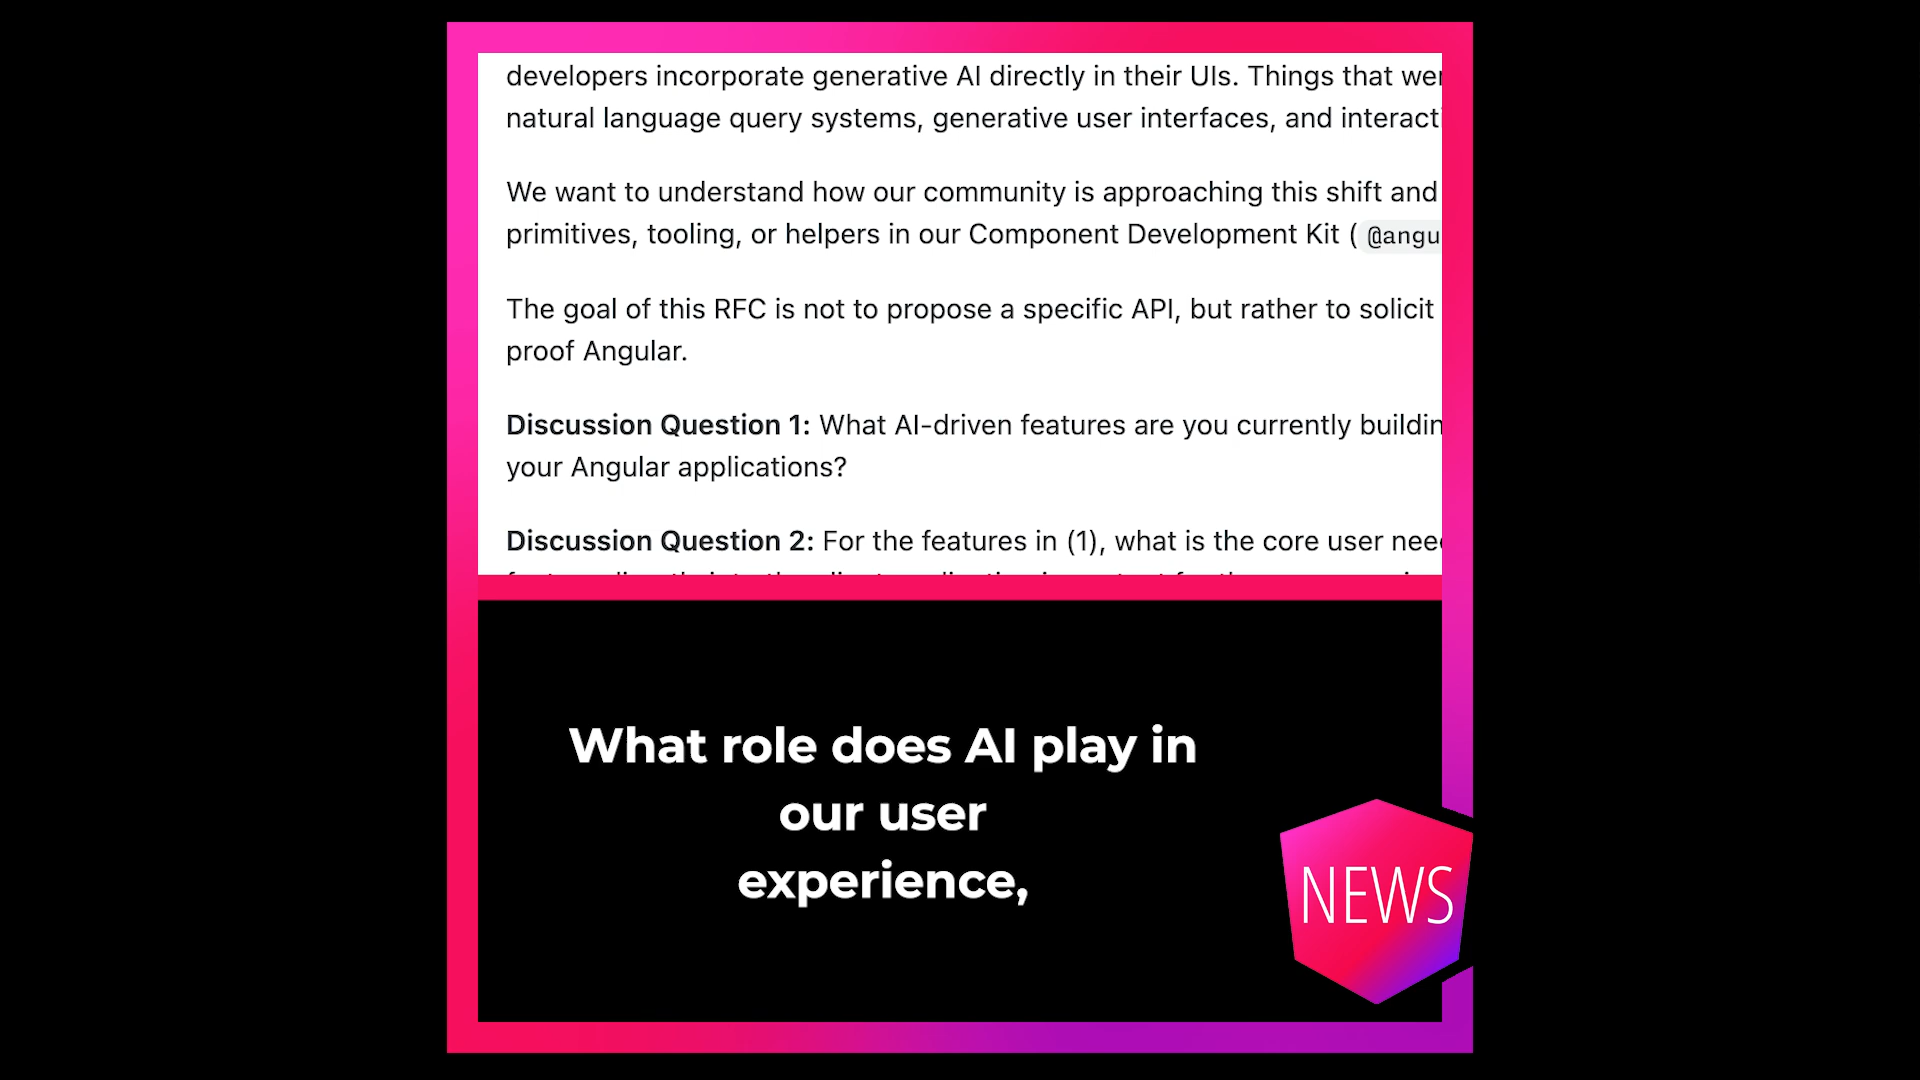 developers incorporate generative AI directly in their UIs. Things that wer
natural language query systems, generative user interfaces, and interacti
We want to understand how our community is approaching this shift and
primitives, tooling, or helpers in our Component Development Kit ( @angu
The goal of this RFC is not to propose a specific API, but rather to solicit
proof Angular.
Discussion Question 1: What AI-driven features are you currently buildin
your Angular applications?
Discussion Question 2: For the features in (1), what is the core user nee
What role does AI play in
our user
experience,
NEWS